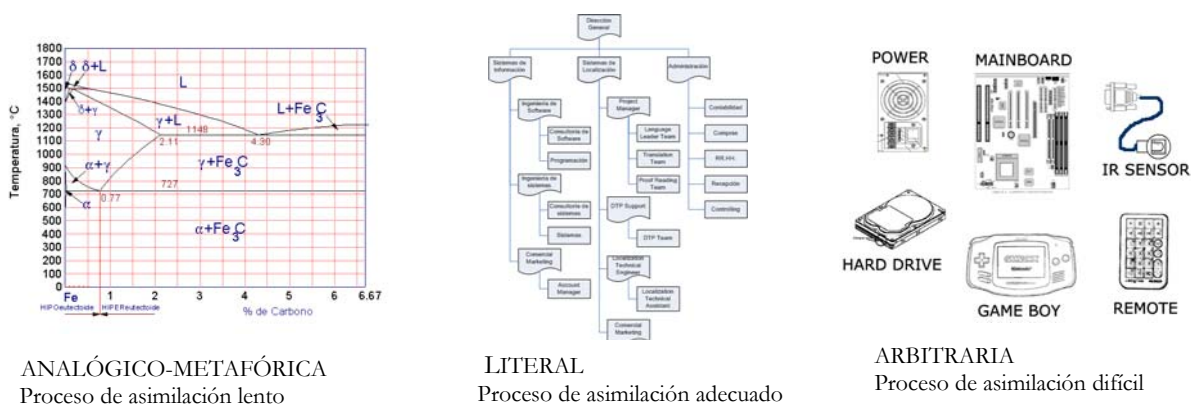 1800
1700
1600
1500
1400
1300
1200
1100
1000
900
800
700
600
500
400
300
200
100
0
Temperatura, °C
δ δ+L
L
δ+γ
γ+L
L+Fe3C
1148
γ
2.11
4.30
γ+Fe3C
α+γ
727
0.77
α
α+Fe3C
Fe
1
2
3
4
5
6
6.67
HIPOeutectoide
HIPEReutectoide
% de Carbono
ANALÓGICO-METAFÓRICA
Proceso de asimilación lento
Dirección
General
Sistemas de
Información
Sistemas de
Localización
Administración
Ingeniería de
Software
Consultoría de
Software
Programación
Ingeniería de
sistemas
Consultoría de
sistemas
Sistemas
Comercial
Marketing
Account
Manager
Project
Manager
Language
Leader Team
Translation
Team
Proof Reading
Team
DTP Support
DTP Team
Localization
Technical
Engineer
Localization
Technical
Assistant
Comercial
Marketing
Contabilidad
Compras
RR.HH.
Recepción
Controlling
LITERAL
Proceso de asimilación adecuado
POWER
MAINBOARD
IR SENSOR
HARD DRIVE
GAME BOY
REMOTE
ARBITRARIA
Proceso de asimilación difícil